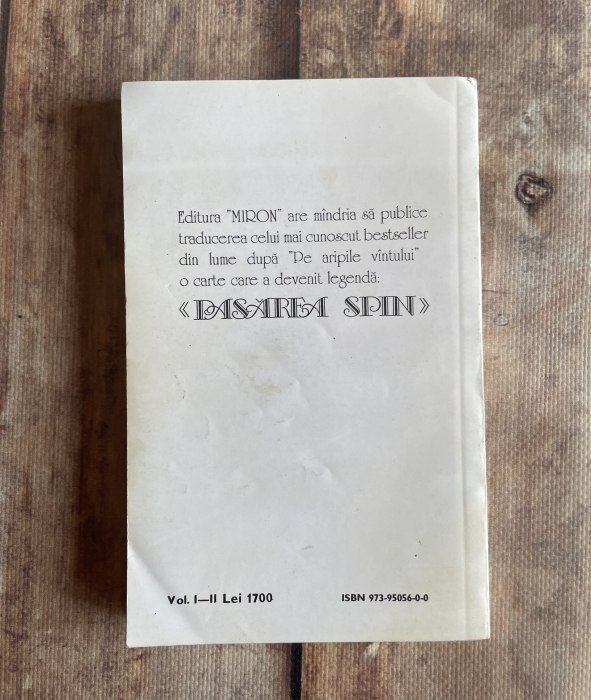 Editura "MIRON" are mîndria să publice
traducerea celui mai cunoscut bestseller
din lume după "Pe aripile vîntului"
o carte care a devenit legendă:
« PASAREA SPIN »
Vol. I—II Lei 1700
ISBN 973-95056-0-0